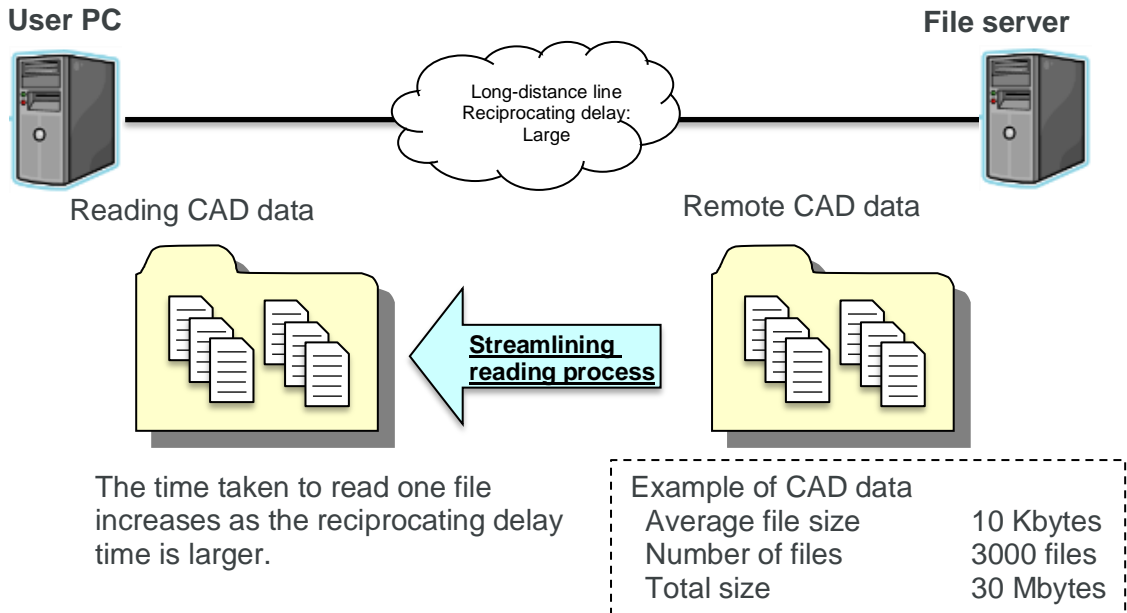 User PC
File server
Long-distance line
Reciprocating delay:
Large
Reading CAD data
Remote CAD data
Streamlining
reading process
The time taken to read one file
increases as the reciprocating delay
time is larger.
Example of CAD data
Average file size 10 Kbytes
Number of files 3000 files
Total size 30 Mbytes